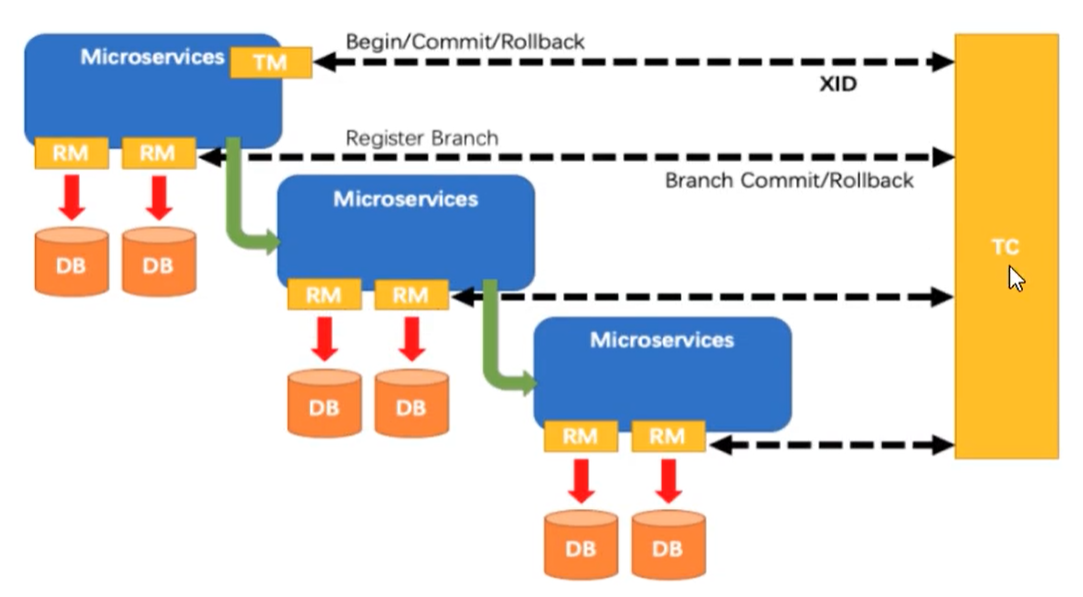 Begin/Commit/Rollback
Microservices
TM
XID
Register Branch
RM
RM
Branch Commit/Rollback
Microservices
TC
DB
DB
RM
RM
Microservices
DB
DB
RM
RM
DB
DB